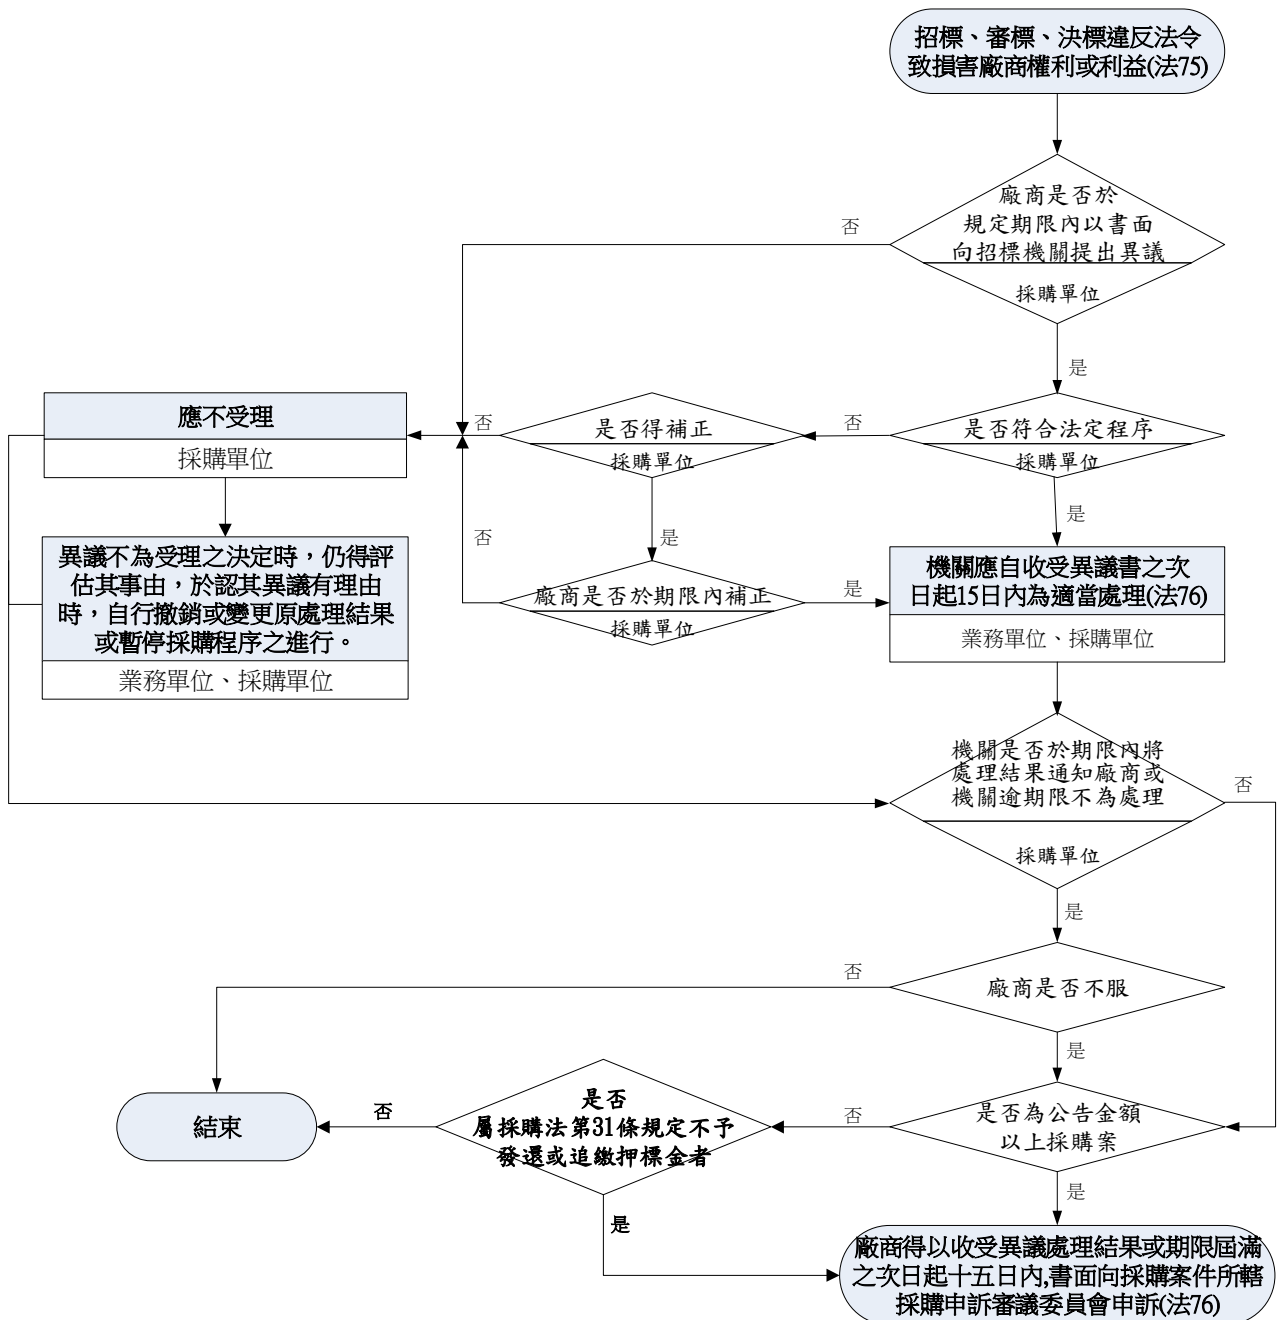 招標、審標、決標違反法令
致損害廠商權利或利益(法75)
廠商是否於
規定期限內以書面
向招標機關提出異議
採購單位
否
是
應不受理
採購單位
否
是否得補正
採購單位
否
是否符合法定程序
採購單位
是
異議不為受理之決定時，仍得評
估其事由，於認其異議有理由
時，自行撤銷或變更原處理結果
或暫停採購程序之進行。
業務單位、採購單位
否
是
廠商是否於期限內補正
採購單位
是
機關應自收受異議書之次
日起15日內為適當處理(法76)
業務單位、採購單位
機關是否於期限內將
處理結果通知廠商或
機關逾期限不為處理
採購單位
否
是
否
廠商是否不服
是
結束
否
是否
屬採購法第31條規定不予
發還或追繳押標金者
否
是否為公告金額
以上採購案
是
是
廠商得以收受異議處理結果或期限屆滿
之次日起十五日內,書面向採購案件所轄
採購申訴審議委員會申訴(法76)